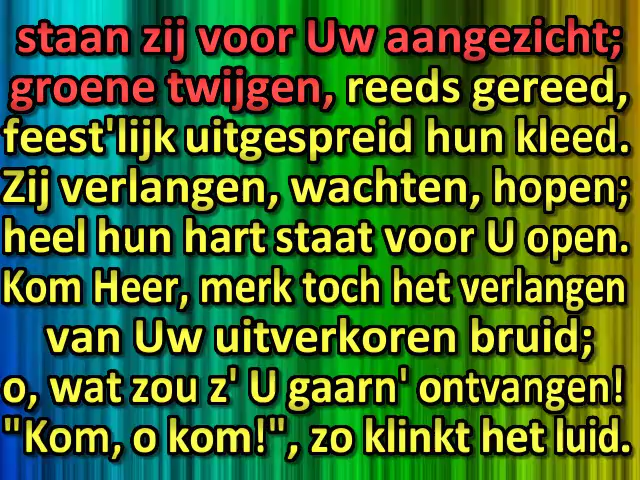 staan zij voor Uw aangezicht;
groene twijgen, reeds gereed,
feest'lijk uitgespreid hun kleed.
Zij verlangen, wachten, hopen;
heel hun hart staat voor U open.
Kom Heer, merk toch het verlangen
van Uw uitverkoren bruid;
o, wat zou z' U gaarn' ontvangen!
"Kom, o kom!", zo klinkt het luid.